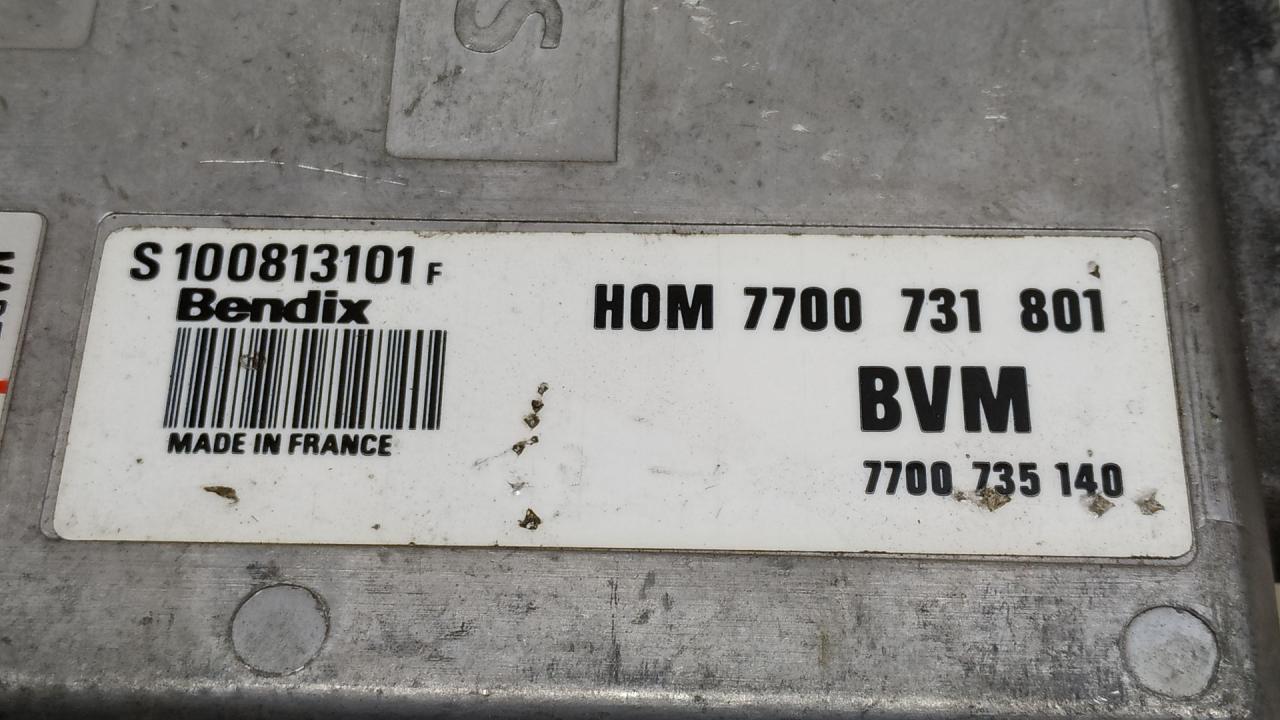 S
S 100813101 F
Bendix
MADE IN FRANCE
HOM 7700 731 801
BVM
7700 735 140